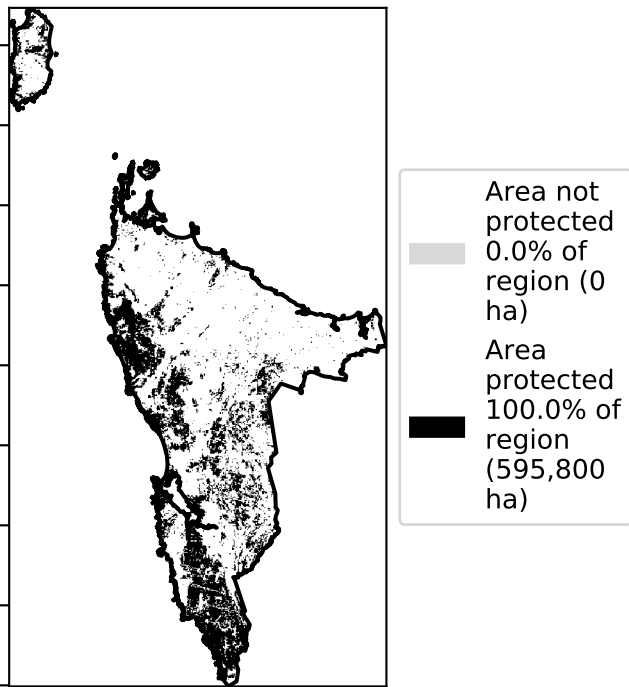 Area not
protected
0.0% of
region (0
ha)
Area
protected
100.0% of
region
(595,800
ha)